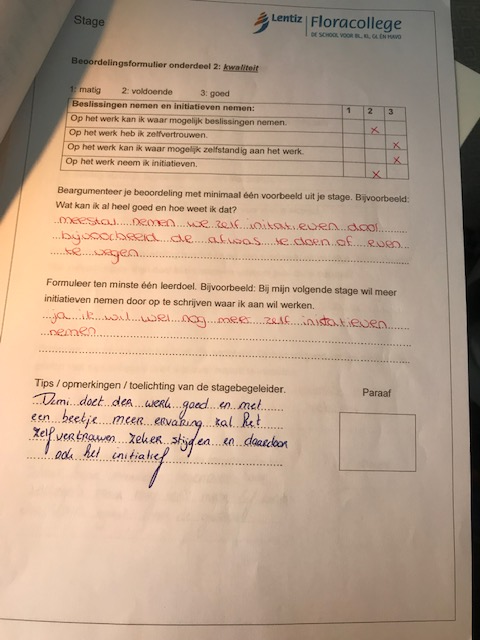 Stage
Lentiz | Floracollege
DE SCHOOL VOOR BL, KL, GL EN MAVO
Beoordelingsformulier onderdeel 2: kwaliteit
1: matig 2: voldoende 3: goed
Beslissingen nemen en initiatieven nemen: 1 2 3
Op het werk kan ik waar mogelijk beslissingen nemen. x
Op het werk heb ik zelfvertrouwen. x
Op het werk kan ik waar mogelijk zelfstandig aan het werk. x
Op het werk neem ik initiatieven. x
Beargumenteer je beoordeling met minimaal één voorbeeld uit je stage. Bijvoorbeeld:
Wat kan ik al heel goed en hoe weet ik dat?
meestal nemen we zelf initatieven door
bijvoorbeeld de afwas te doen of even
te vegen
Formuleer ten minste één leerdoel. Bijvoorbeeld: Bij mijn volgende stage wil meer
initiatieven nemen door op te schrijven waar ik aan wil werken.
ja ik wil wel nog meer zelf initatieven
nemen
Tips / opmerkingen / toelichting van de stagebegeleider.
Paraaf
Demi doet der werk goed en met
een beetje meer ervaring zal het
zelfvertrouwen zeker stijgen en daardoor
ook het initiatief